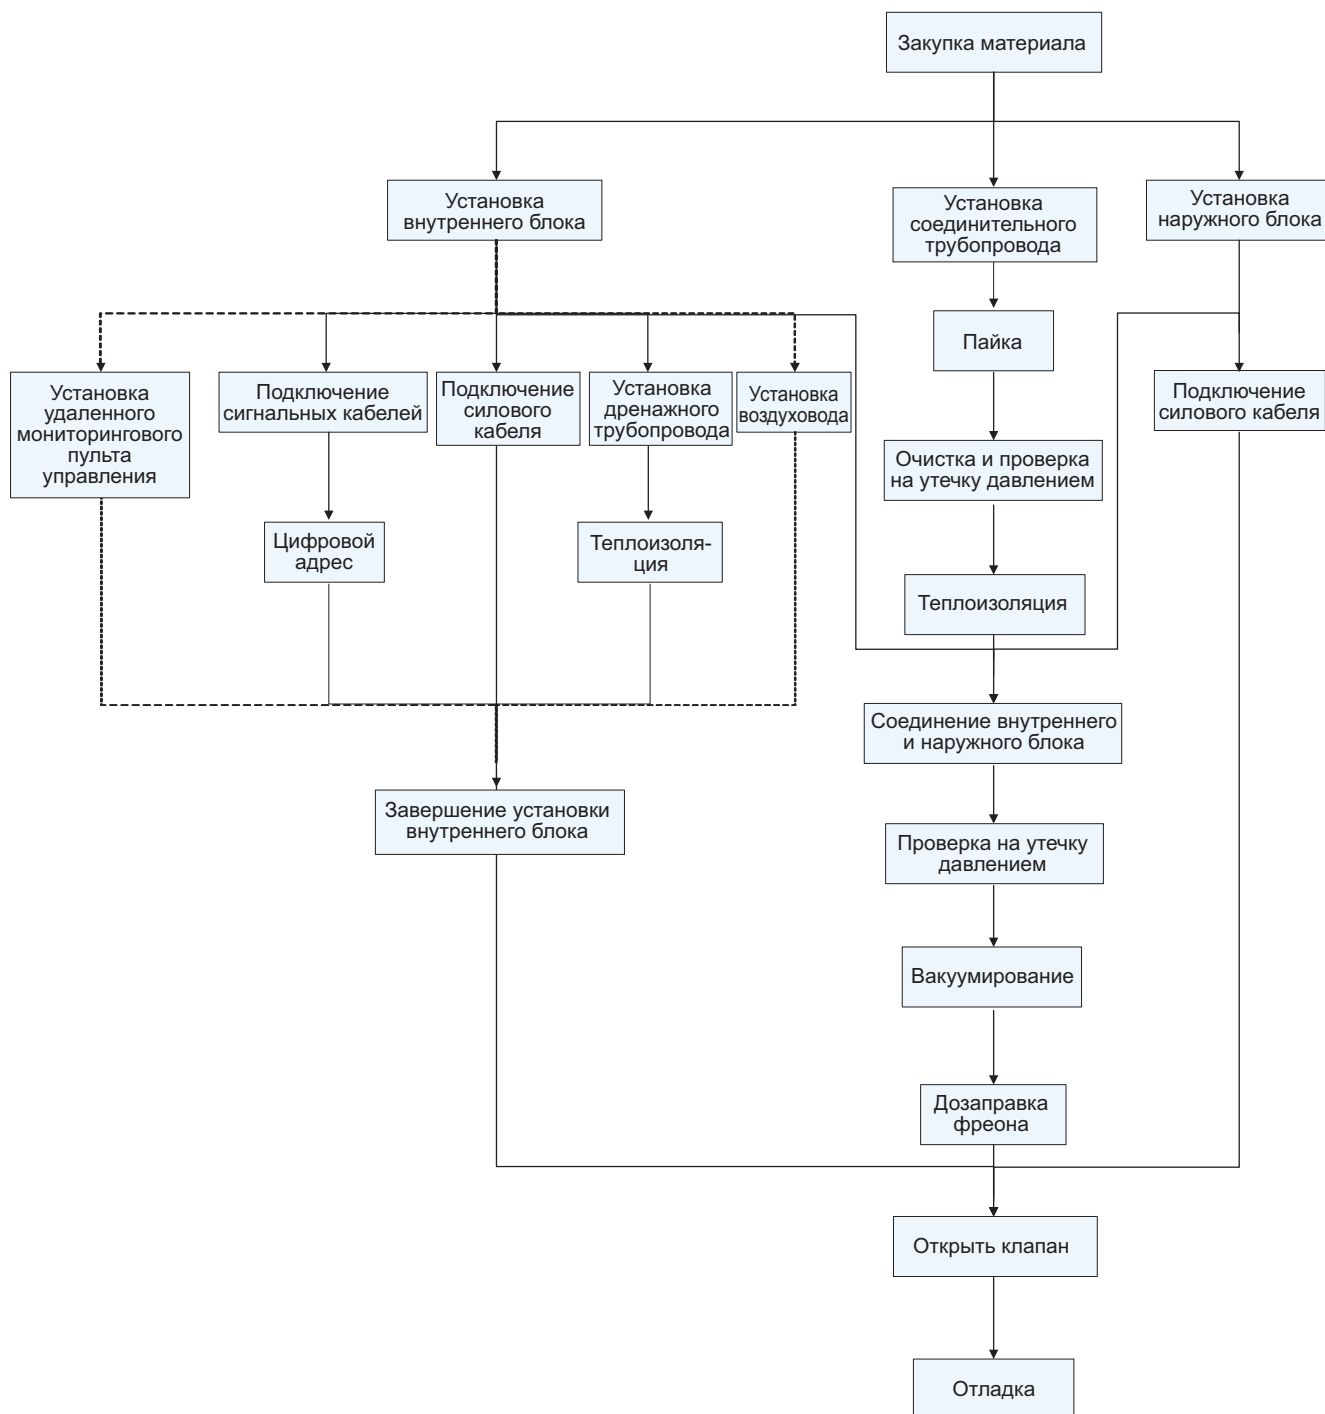 Закупка материала
Установка
внутреннего блока
Установка
соединительного
трубопровода
Установка
наружного блока
Пайка
Установка
удаленного
мониторингового
пульта
управления
Подключение
сигнальных кабелей
Подключение
силового
кабеля
Установка
дренажного
трубопровода
Установка
воздуховода
Подключение
силового кабеля
Очистка и проверка
на утечку давлением
Цифровой
адрес
Теплоизоля-
ция
Теплоизоляция
Соединение внутреннего
и наружного блока
Завершение установки
внутреннего блока
Проверка на утечку
давлением
Вакуумирование
Дозаправка
фреона
Открыть клапан
Отладка